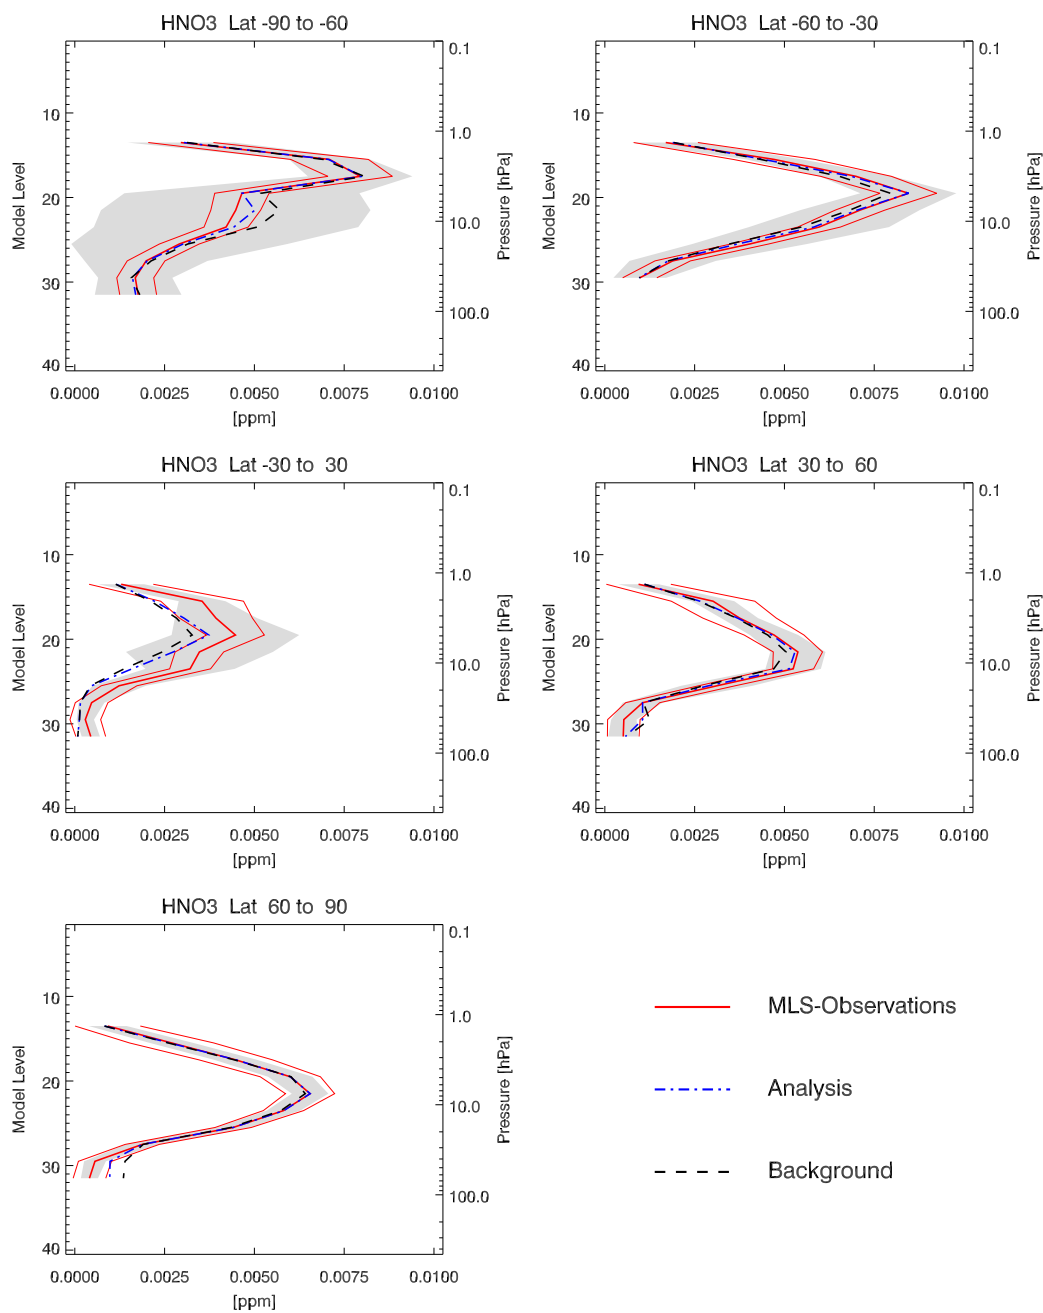 HNO3 Lat -90 to -60
HNO3 Lat -60 to -30
0.1
1.0
10.0
100.0
10
20
30
40
Model Level
Pressure [hPa]
0.0000 0.0025 0.0050 0.0075 0.0100
[ppm]
0.1
1.0
10.0
100.0
10
20
30
40
Model Level
Pressure [hPa]
0.0000 0.0025 0.0050 0.0075 0.0100
[ppm]
HNO3 Lat -30 to 30
HNO3 Lat 30 to 60
0.1
1.0
10.0
100.0
10
20
30
40
Model Level
Pressure [hPa]
0.0000 0.0025 0.0050 0.0075 0.0100
[ppm]
0.1
1.0
10.0
100.0
10
20
30
40
Model Level
Pressure [hPa]
0.0000 0.0025 0.0050 0.0075 0.0100
[ppm]
HNO3 Lat 60 to 90
0.1
1.0
10.0
100.0
10
20
30
40
Model Level
Pressure [hPa]
0.0000 0.0025 0.0050 0.0075 0.0100
[ppm]
MLS-Observations
Analysis
Background